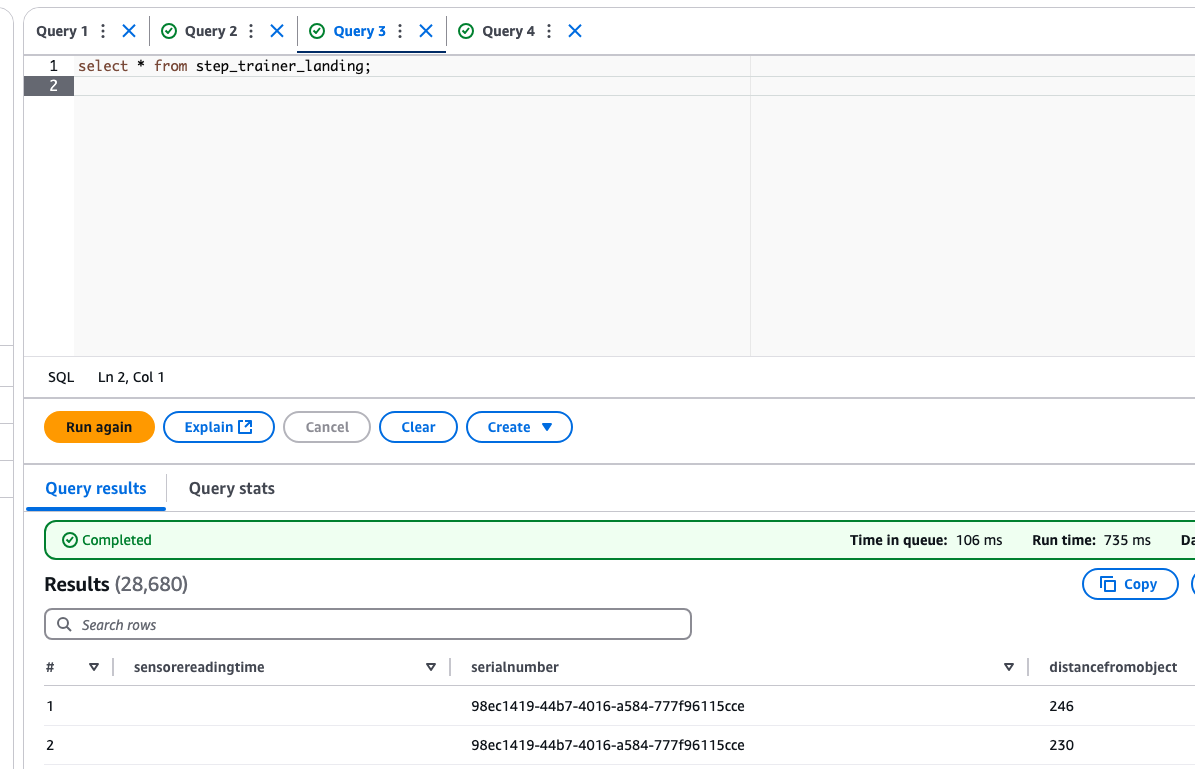 Query 1 Query 2 Query 3 Query 4
1 select * from step_trainer_landing;
2
SQL Ln 2, Col 1
Run again Explain Cancel Clear Create
Query results Query stats
Completed Time in queue: 106 ms Run time: 735 ms Da
Results (28,680) Copy
Search rows
# sensorereadingtime serialnumber distancefromobject
1 98ec1419-44b7-4016-a584-777f96115cce 246
2 98ec1419-44b7-4016-a584-777f96115cce 230